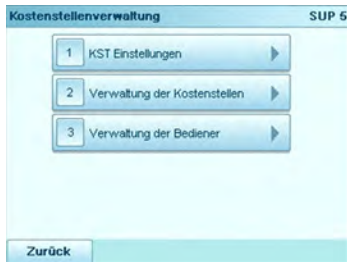 Kostenstellenverwaltung SUP 5
1 KST Einstellungen
2 Verwaltung der Kostenstellen
3 Verwaltung der Bediener
Zurück